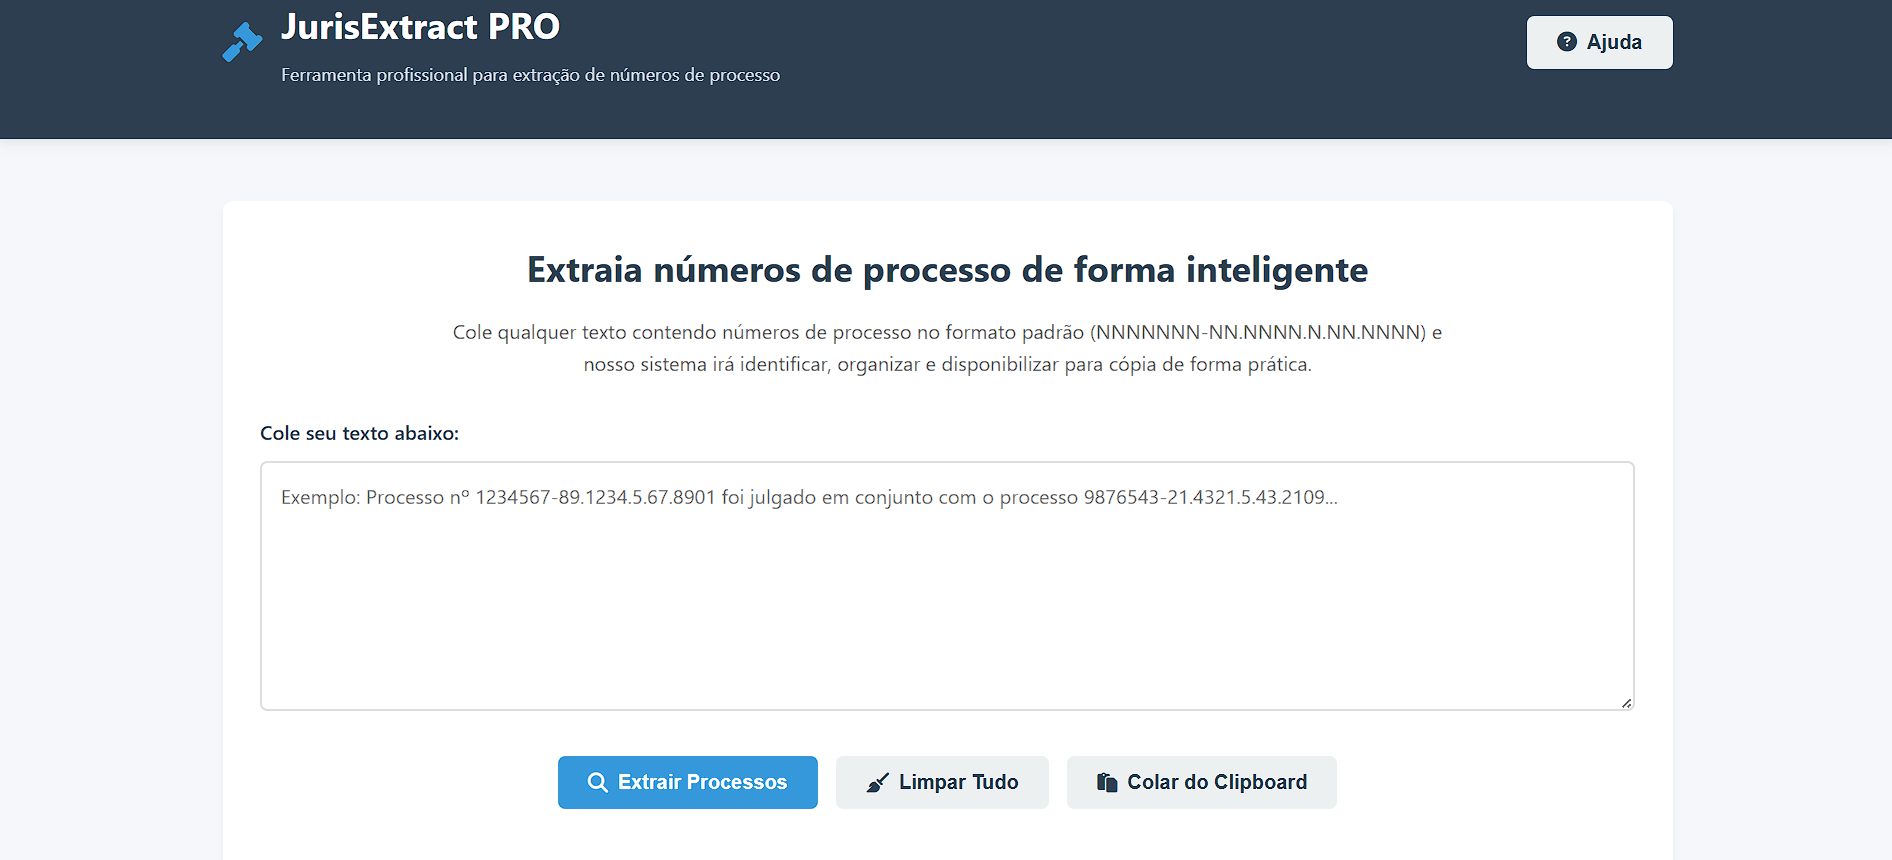 JurisExtract PRO
Ferramenta profissional para extração de números de processo
Ajuda
Extraia números de processo de forma inteligente
Cole qualquer texto contendo números de processo no formato padrão (NNNNNNN-NN.NNNN.N.NN.NNNN) e
nosso sistema irá identificar, organizar e disponibilizar para cópia de forma prática.
Cole seu texto abaixo:
Exemplo: Processo nº 1234567-89.1234.5.67.8901 foi julgado em conjunto com o processo 9876543-21.4321.5.43.2109...
Extrair Processos
Limpar Tudo
Colar do Clipboard